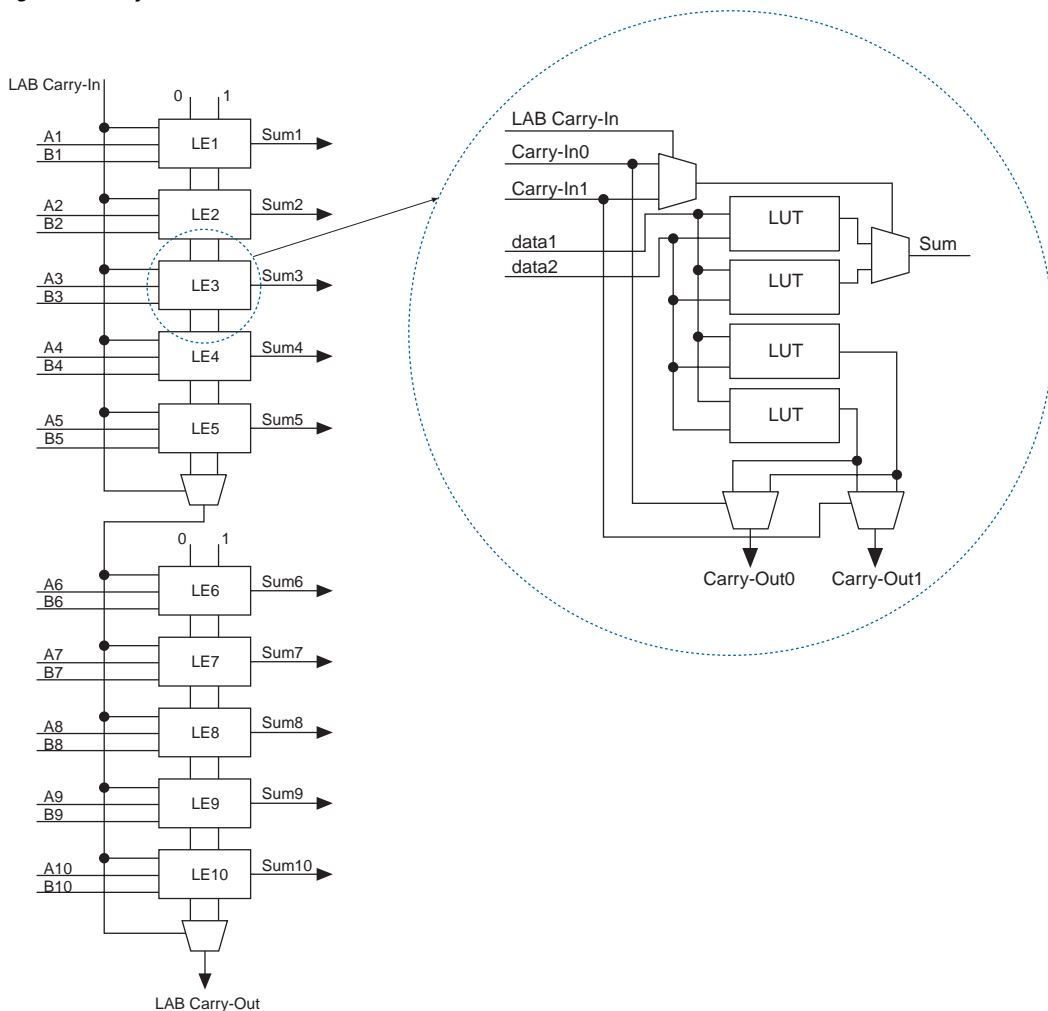 LAB Carry-In
0 1
A1
B1
LE1
Sum1
A2
B2
LE2
Sum2
A3
B3
LE3
Sum3
A4
B4
LE4
Sum4
A5
B5
LE5
Sum5
0 1
A6
B6
LE6
Sum6
A7
B7
LE7
Sum7
A8
B8
LE8
Sum8
A9
B9
LE9
Sum9
A10
B10
LE10
Sum10
LAB Carry-Out
LAB Carry-In
Carry-In0
Carry-In1
data1
data2
LUT
LUT
LUT
LUT
Sum
Carry-Out0 Carry-Out1